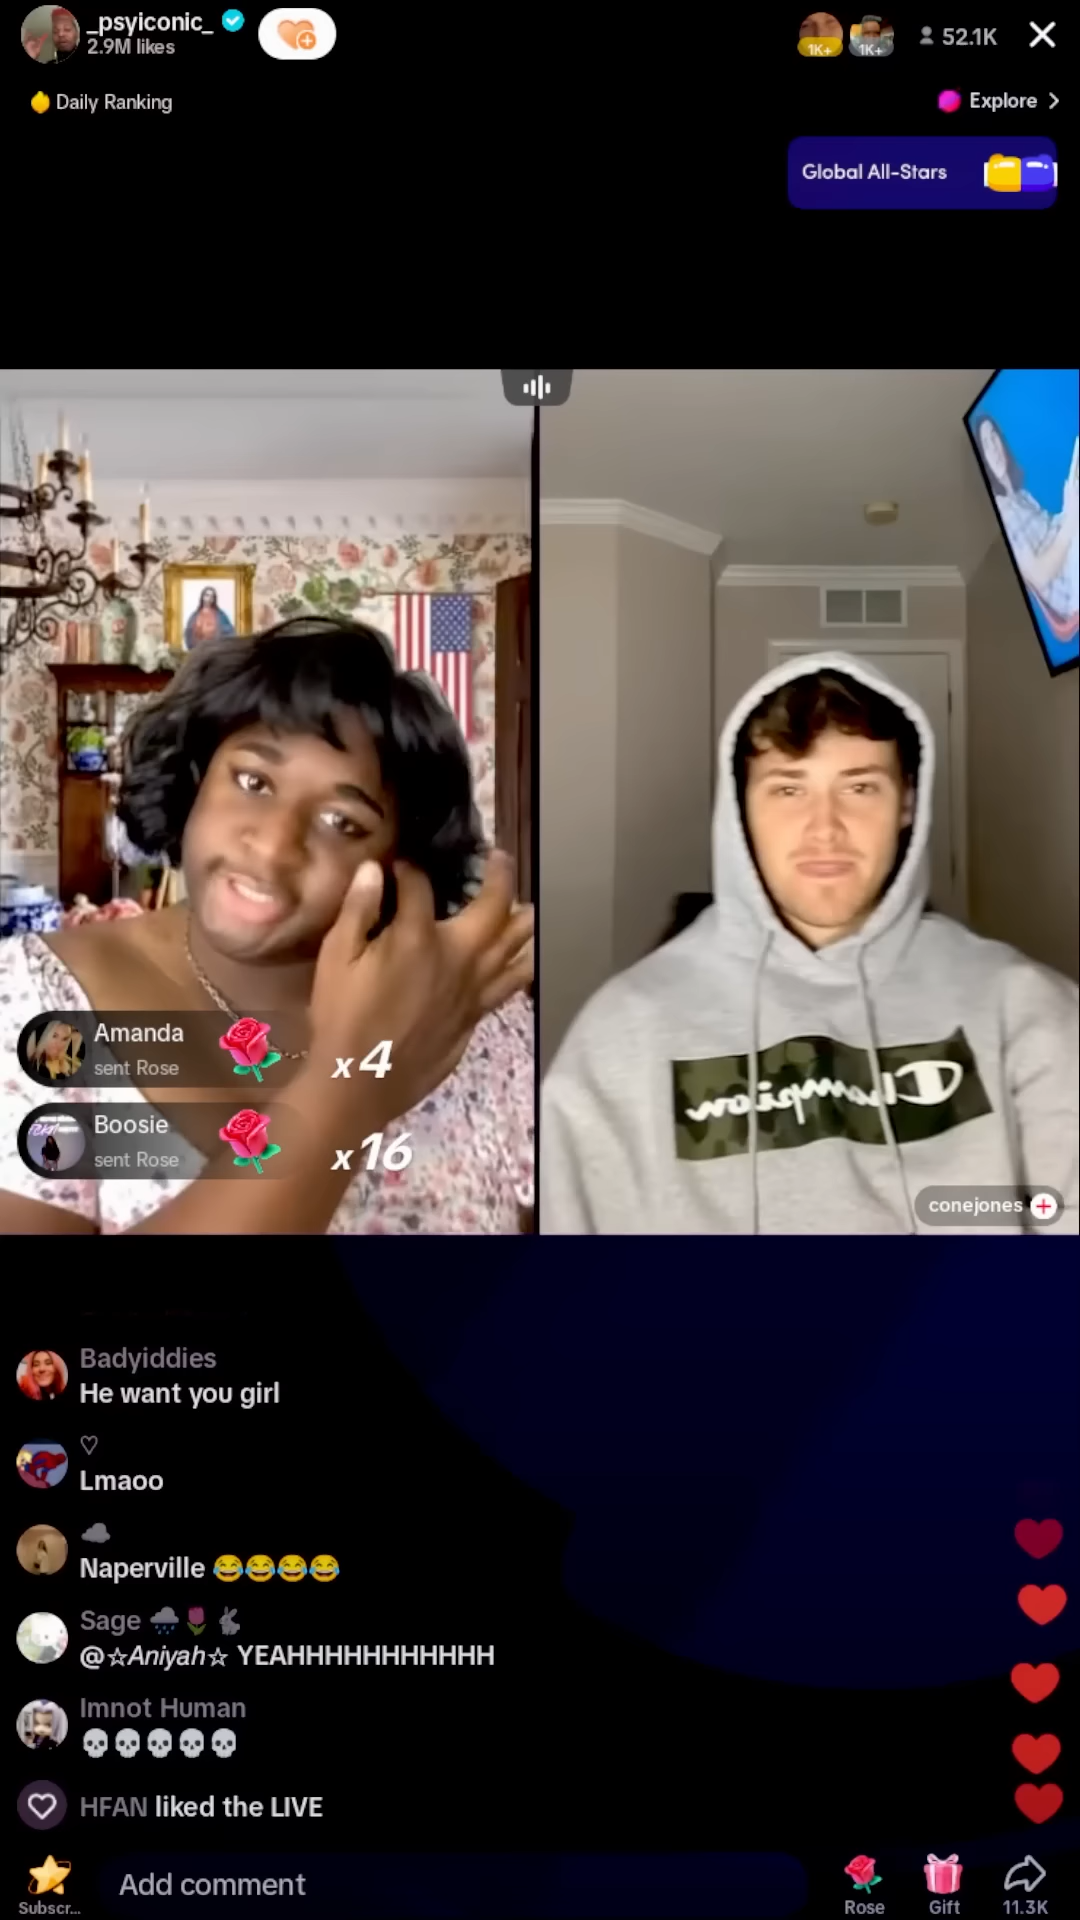 _psyiconic_
2.9M likes
1K+
1K+
52.1K
Daily Ranking
Explore
Global All-Stars
Amanda
sent Rose
x4
Boosie
sent Rose
x16
Champion
conejones
Badyiddies
He want you girl
Lmaoo
Naperville 😂😂😂😂
Sage 🌧️🌷🐇
@☆Aniyah☆ YEAHHHHHHHHHHH
Imnot Human
💀💀💀💀💀
HFAN liked the LIVE
Subscr...
Add comment
Rose
Gift
11.3K